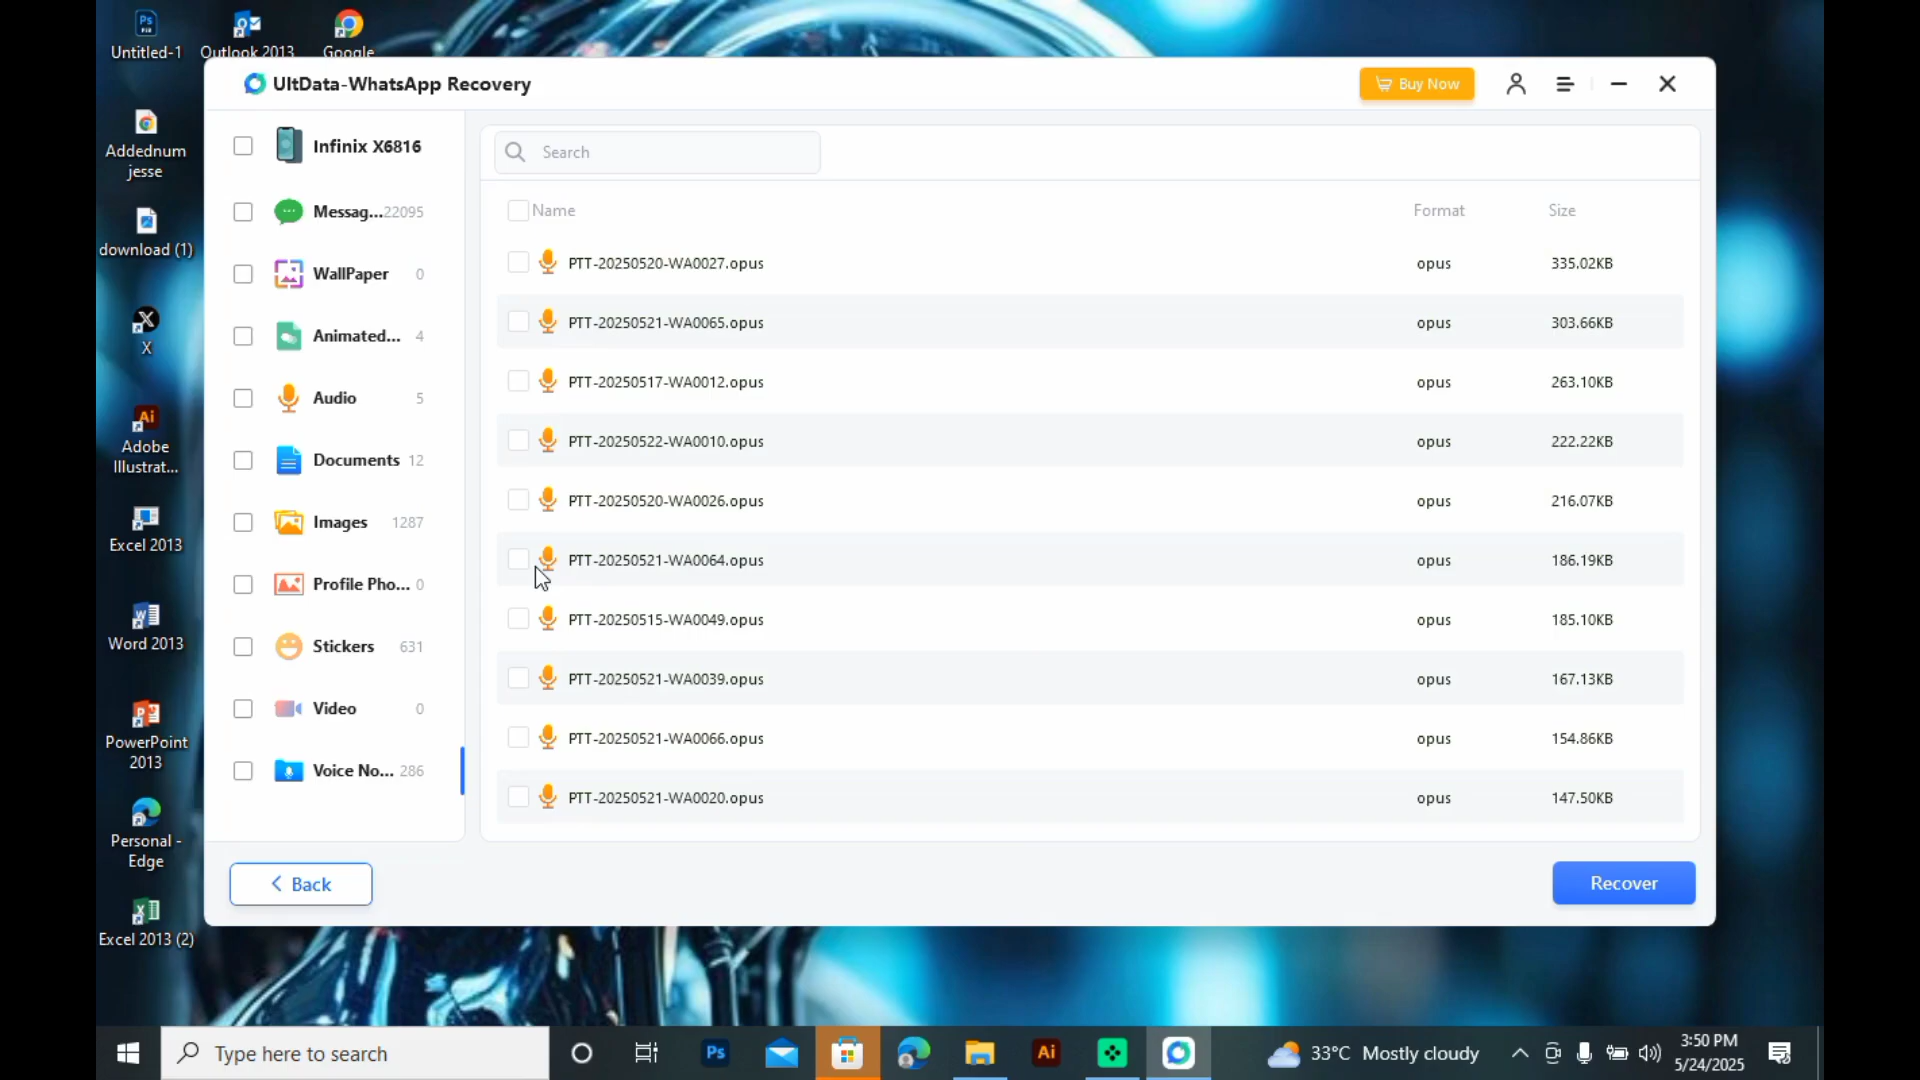 Untitled-1
Outlook 2013
Google
Addednum
jesse
download (1)
X
Adobe
Illustrat...
Excel 2013
Word 2013
PowerPoint
2013
Personal -
Edge
Excel 2013 (2)
UltData-WhatsApp Recovery
Buy Now
Infinix X6816
Messag... 22095
WallPaper 0
Animated... 4
Audio 5
Documents 12
Images 1287
Profile Pho... 0
Stickers 631
Video 0
Voice No... 286
Search
Name Format Size
PTT-20250520-WA0027.opus opus 335.02KB
PTT-20250521-WA0065.opus opus 303.66KB
PTT-20250517-WA0012.opus opus 263.10KB
PTT-20250522-WA0010.opus opus 222.22KB
PTT-20250520-WA0026.opus opus 216.07KB
PTT-20250521-WA0064.opus opus 186.19KB
PTT-20250515-WA0049.opus opus 185.10KB
PTT-20250521-WA0039.opus opus 167.13KB
PTT-20250521-WA0066.opus opus 154.86KB
PTT-20250521-WA0020.opus opus 147.50KB
Back
Recover
Type here to search
Ps
Ai
33°C Mostly cloudy
3:50 PM
5/24/2025